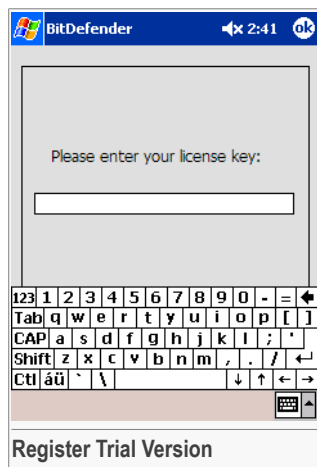 BitDefender 2:41 ok
Please enter your license key:
123 1 2 3 4 5 6 7 8 9 0 - =
Tab q w e r t y u i o p [ ]
CAP a s d f g h j k l ; '
Shift z x c v b n m , . /
Ctl áü ` \
Register Trial Version